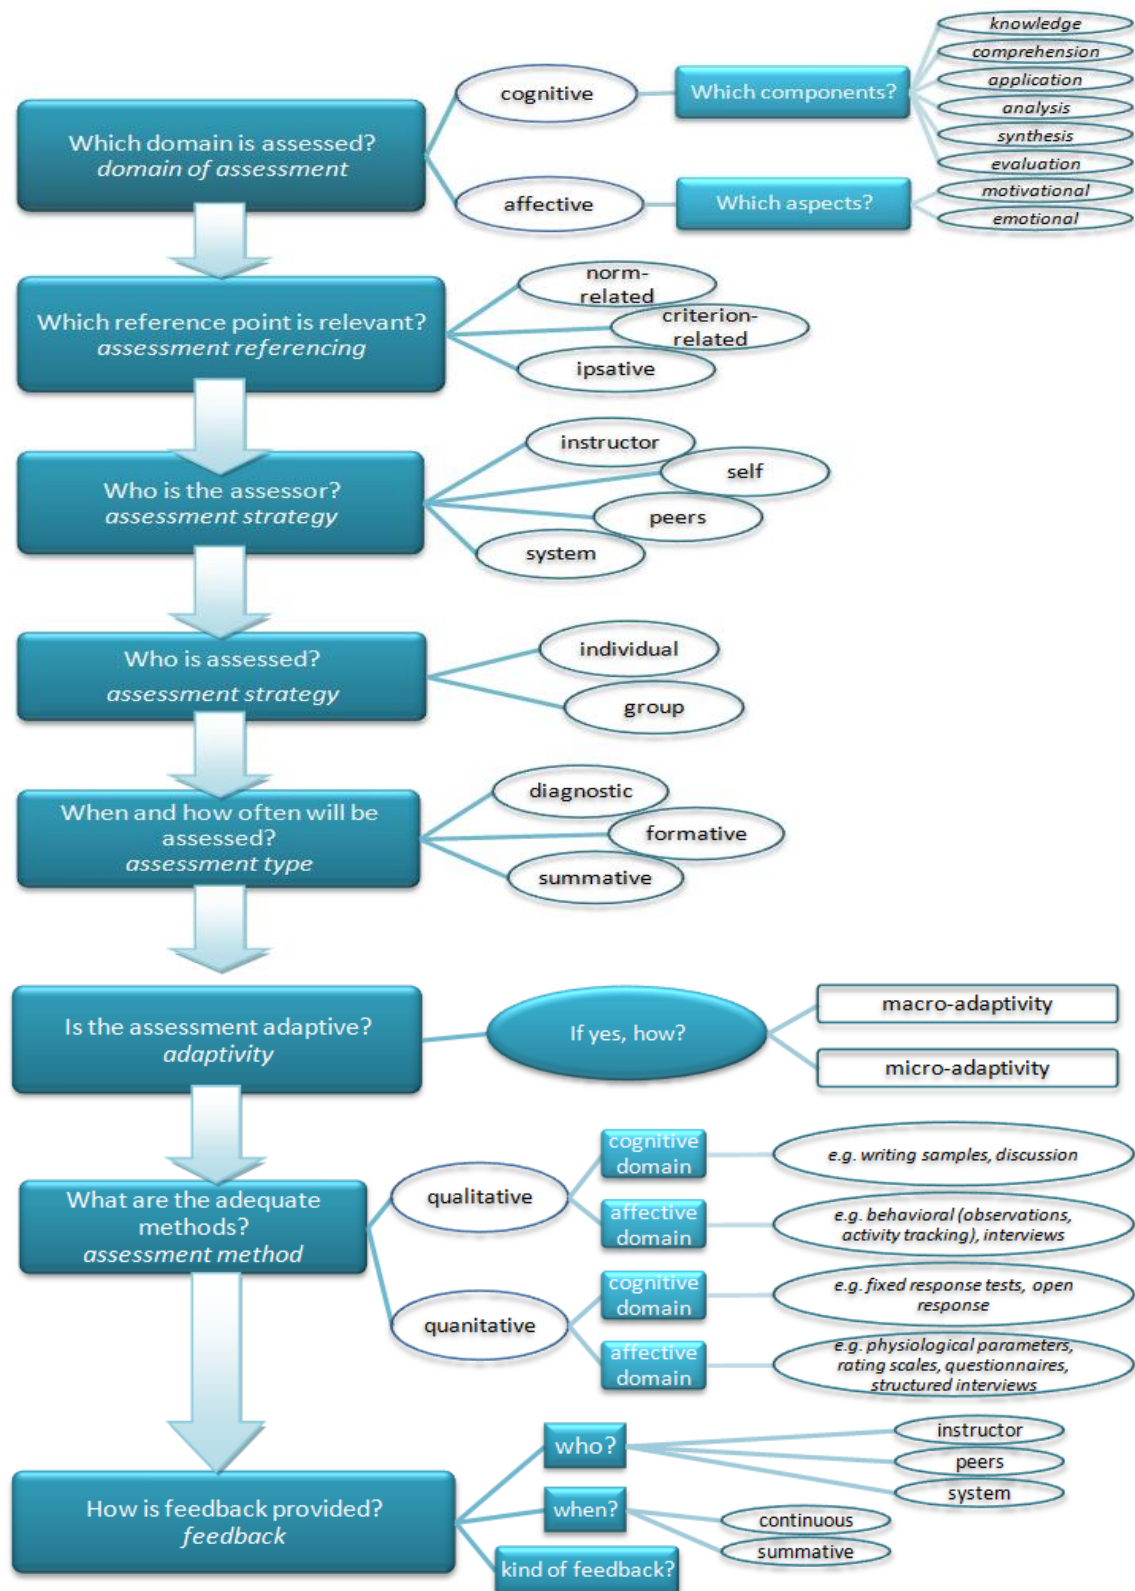 knowledge
comprehension
application
analysis
synthesis
evaluation
motivational
emotional
cognitive
Which components?
Which domain is assessed?
domain of assessment
affective
Which aspects?
norm-
related
Which reference point is relevant?
assessment referencing
criterion-
related
ipsative
instructor
self
Who is the assessor?
assessment strategy
peers
system
Who is assessed?
assessment strategy
individual
group
When and how often will be
assessed?
assessment type
diagnostic
formative
summative
Is the assessment adaptive?
adaptivity
If yes, how?
macro-adaptivity
micro-adaptivity
What are the adequate
methods?
assessment method
qualitative
cognitive
domain
e.g. writing samples, discussion
affective
domain
e.g. behavioral (observations,
activity tracking), interviews
quanitative
cognitive
domain
e.g. fixed response tests, open
response
affective
domain
e.g. physiological parameters,
rating scales, questionnaires,
structured interviews
How is feedback provided?
feedback
who?
instructor
peers
system
when?
continuous
summative
kind of feedback?